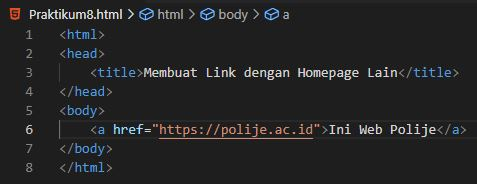 Praktikum8.html > html > body > a
1 <html>
2 <head>
3 <title>Membuat Link dengan Homepage Lain</title>
4 </head>
5 <body>
6 <a href="https://polije.ac.id">Ini Web Polije</a>
7 </body>
8 </html>